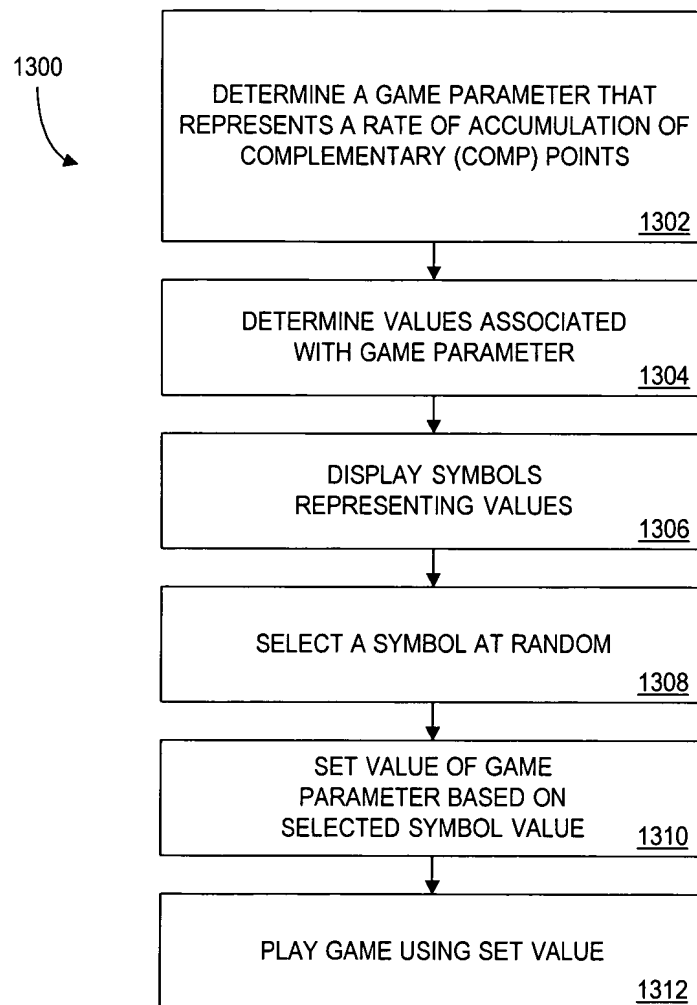 1300
DETERMINE A GAME PARAMETER THAT
REPRESENTS A RATE OF ACCUMULATION OF
COMPLEMENTARY (COMP) POINTS
1302
DETERMINE VALUES ASSOCIATED
WITH GAME PARAMETER
1304
DISPLAY SYMBOLS
REPRESENTING VALUES
1306
SELECT A SYMBOL AT RANDOM
1308
SET VALUE OF GAME
PARAMETER BASED ON
SELECTED SYMBOL VALUE
1310
PLAY GAME USING SET VALUE
1312